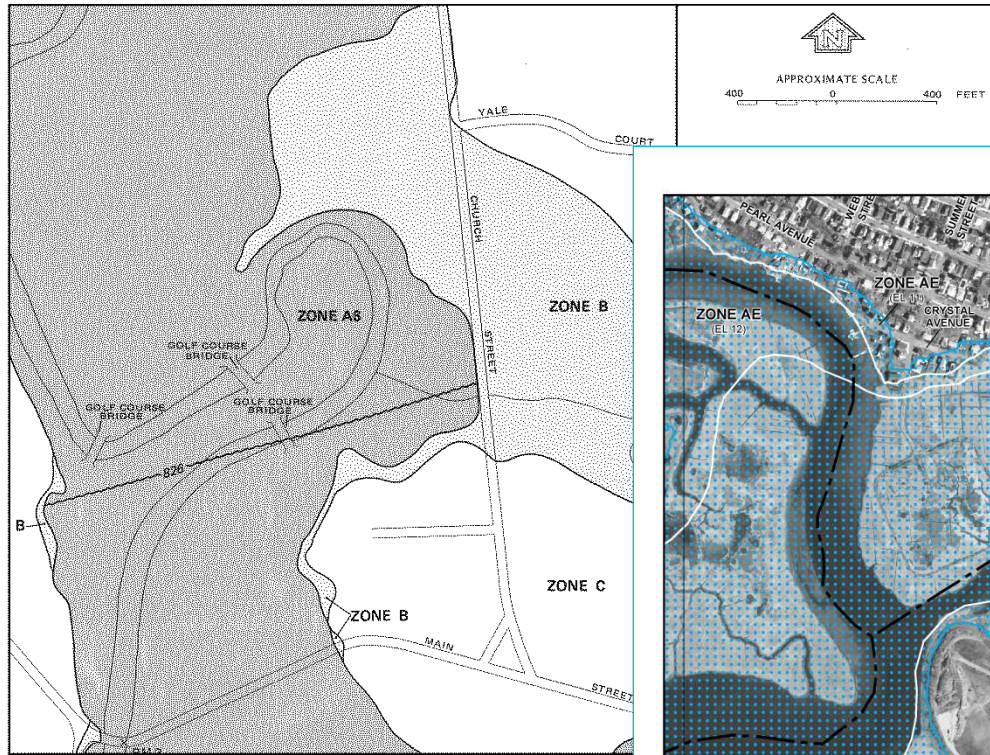 N
APPROXIMATE SCALE
400 0 400 FEET
YALE
COURT
CHURCH
STREET
ZONE B
ZONE A6
GOLF COURSE
BRIDGE
GOLF COURSE
BRIDGE
GOLF COURSE
BRIDGE
826
B
ZONE C
ZONE B
MAIN
STREET
PEARL AVENUE
STREET
SUMMER
STREET
ZONE AE
(EL 11)
ZONE AE
(EL 12)
CRYSTAL
AVENUE